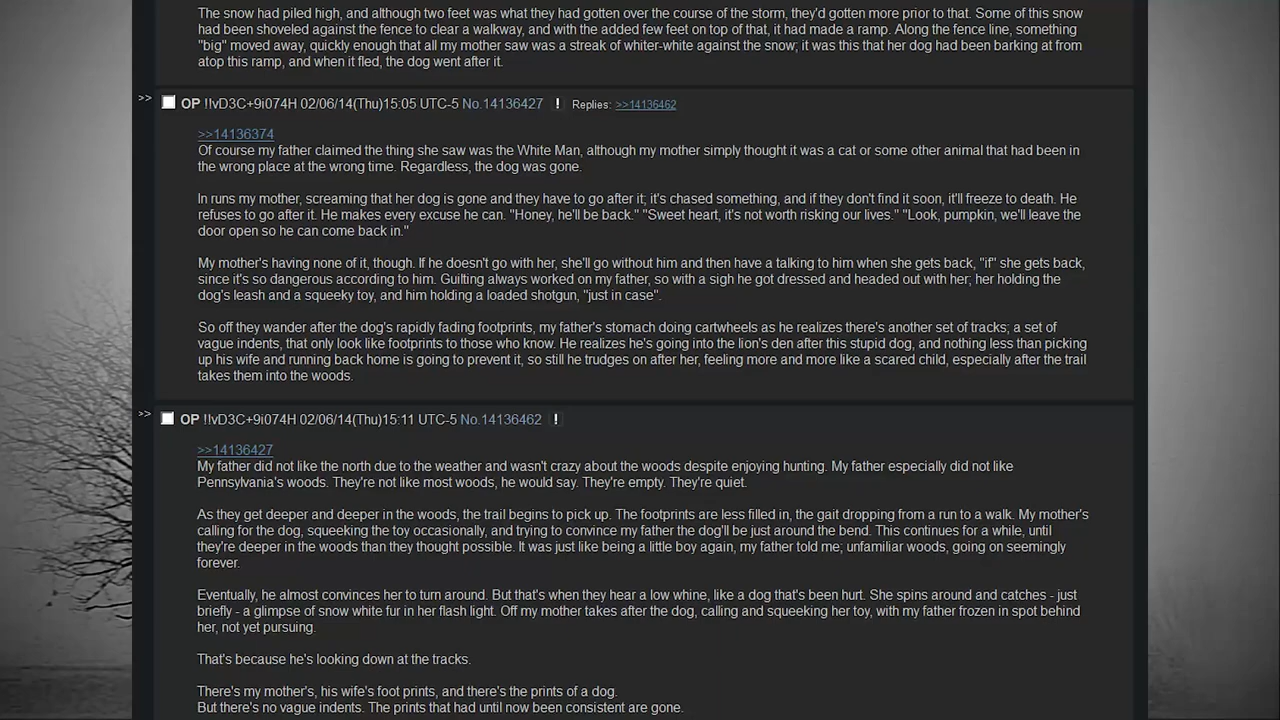 The snow had piled high, and although two feet was what they had gotten over the course of the storm, they'd gotten more prior to that. Some of this snow
had been shoveled against the fence to clear a walkway, and with the added few feet on top of that, it had made a ramp. Along the fence line, something
"big" moved away, quickly enough that all my mother saw was a streak of whiter-white against the snow; it was this that her dog had been barking at from
atop this ramp, and when it fled, the dog went after it.
>> OP !!vD3C+9i074H 02/06/14(Thu)15:05 UTC-5 No.14136427 ! Replies: >>14136462
>>14136374
Of course my father claimed the thing she saw was the White Man, although my mother simply thought it was a cat or some other animal that had been in
the wrong place at the wrong time. Regardless, the dog was gone.
In runs my mother, screaming that her dog is gone and they have to go after it; it's chased something, and if they don't find it soon, it'll freeze to death. He
refuses to go after it. He makes every excuse he can. "Honey, he'll be back." "Sweet heart, it's not worth risking our lives." "Look, pumpkin, we'll leave the
door open so he can come back in."
My mother's having none of it, though. If he doesn't go with her, she'll go without him and then have a talking to him when she gets back, "if" she gets back,
since it's so dangerous according to him. Guilting always worked on my father, so with a sigh he got dressed and headed out with her; her holding the
dog's leash and a squeeky toy, and him holding a loaded shotgun, "just in case".
So off they wander after the dog's rapidly fading footprints, my father's stomach doing cartwheels as he realizes there's another set of tracks; a set of
vague indents, that only look like footprints to those who know. He realizes he's going into the lion's den after this stupid dog, and nothing less than picking
up his wife and running back home is going to prevent it, so still he trudges on after her, feeling more and more like a scared child, especially after the trail
takes them into the woods.
>> OP !!vD3C+9i074H 02/06/14(Thu)15:11 UTC-5 No.14136462 !
>>14136427
My father did not like the north due to the weather and wasn't crazy about the woods despite enjoying hunting. My father especially did not like
Pennsylvania's woods. They're not like most woods, he would say. They're empty. They're quiet.
As they get deeper and deeper in the woods, the trail begins to pick up. The footprints are less filled in, the gait dropping from a run to a walk. My mother's
calling for the dog, squeeking the toy occasionally, and trying to convince my father the dog'll be just around the bend. This continues for a while, until
they're deeper in the woods than they thought possible. It was just like being a little boy again, my father told me; unfamiliar woods, going on seemingly
forever.
Eventually, he almost convinces her to turn around. But that's when they hear a low whine, like a dog that's been hurt. She spins around and catches - just
briefly - a glimpse of snow white fur in her flash light. Off my mother takes after the dog, calling and squeeking her toy, with my father frozen in spot behind
her, not yet pursuing.
That's because he's looking down at the tracks.
There's my mother's, his wife's foot prints, and there's the prints of a dog.
But there's no vague indents. The prints that had until now been consistent are gone.